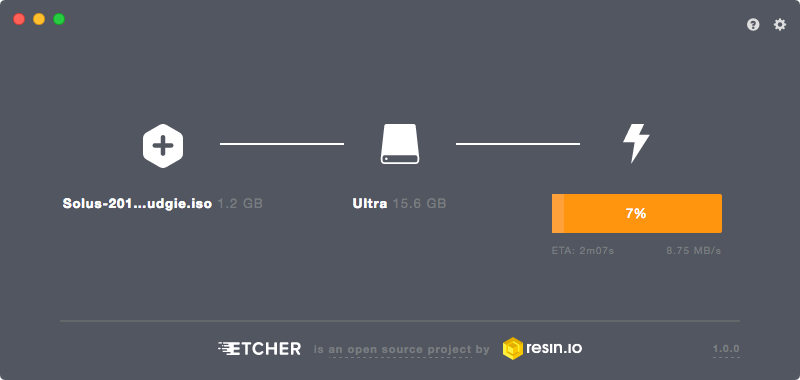 Solus-201...udgie.iso 1.2 GB
Ultra 15.6 GB
7%
ETA: 2m07s 8.75 MB/s
ETCHER is an open source project by resin.io 1.0.0